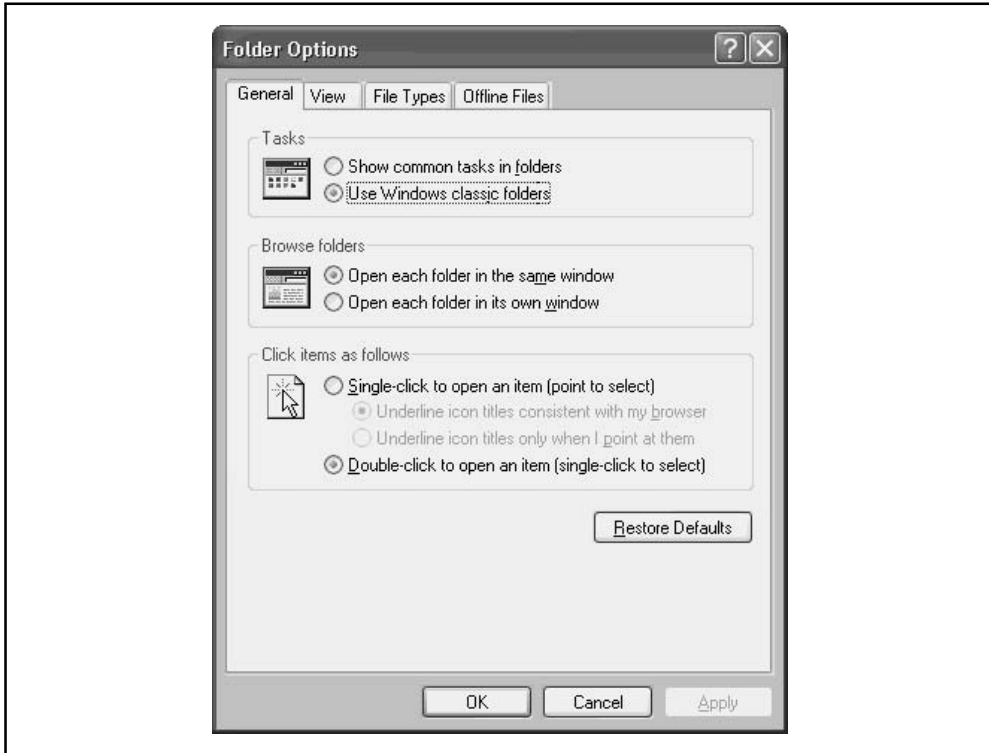 Folder Options
General View File Types Offline Files
Tasks
Show common tasks in folders
Use Windows classic folders
Browse folders
Open each folder in the same window
Open each folder in its own window
Click items as follows
Single-click to open an item (point to select)
Underline icon titles consistent with my browser
Underline icon titles only when I point at them
Double-click to open an item (single-click to select)
Restore Defaults
OK Cancel Apply